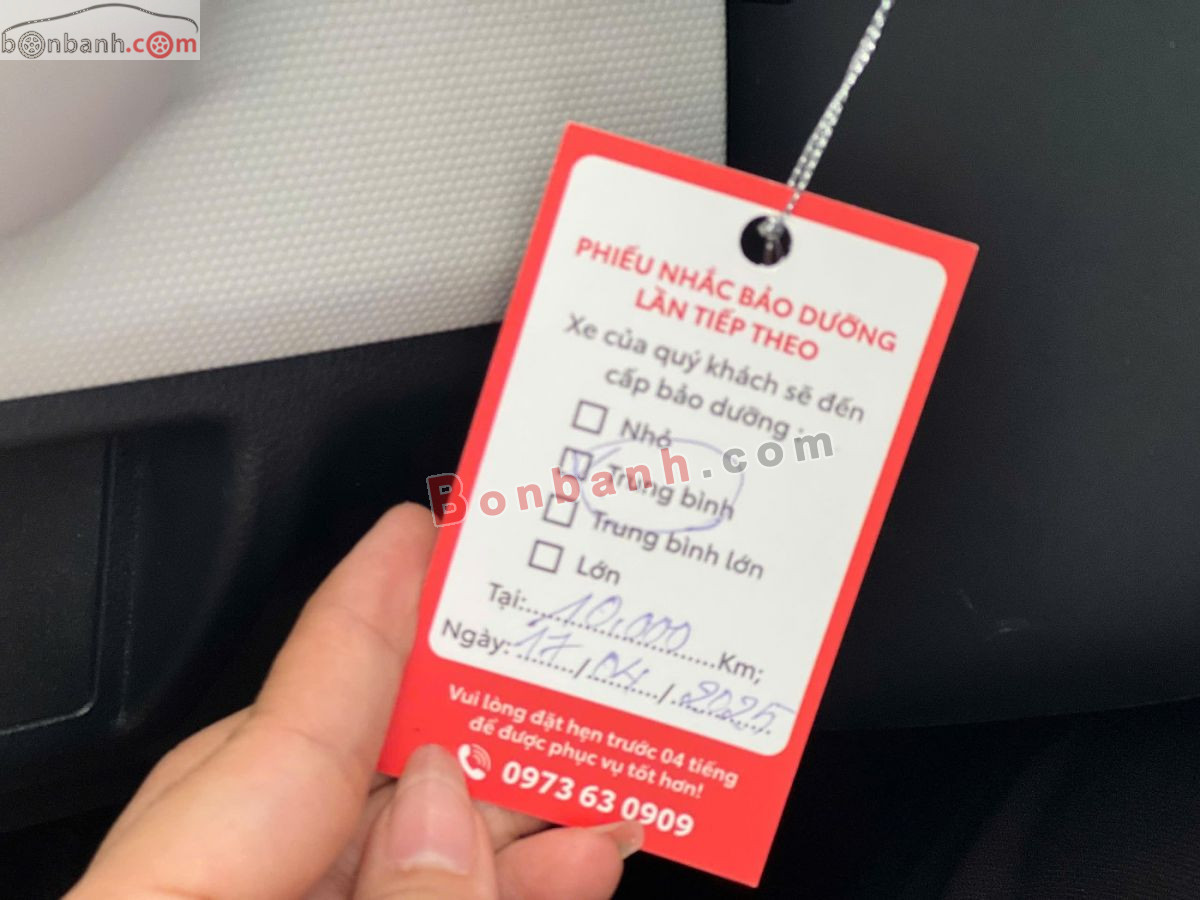 bonbanh.com
PHIẾU NHẮC BẢO DƯỠNG
LẦN TIẾP THEO
Xe của quý khách sẽ đến
cấp bảo dưỡng :
Nhỏ
Trung bình
Trung bình lớn
Lớn
Bonbanh.com
Tại:....10.000....Km;
Ngày:.17../.04../.2025
Vui lòng đặt hẹn trước 04 tiếng
để được phục vụ tốt hơn!
0973 63 0909